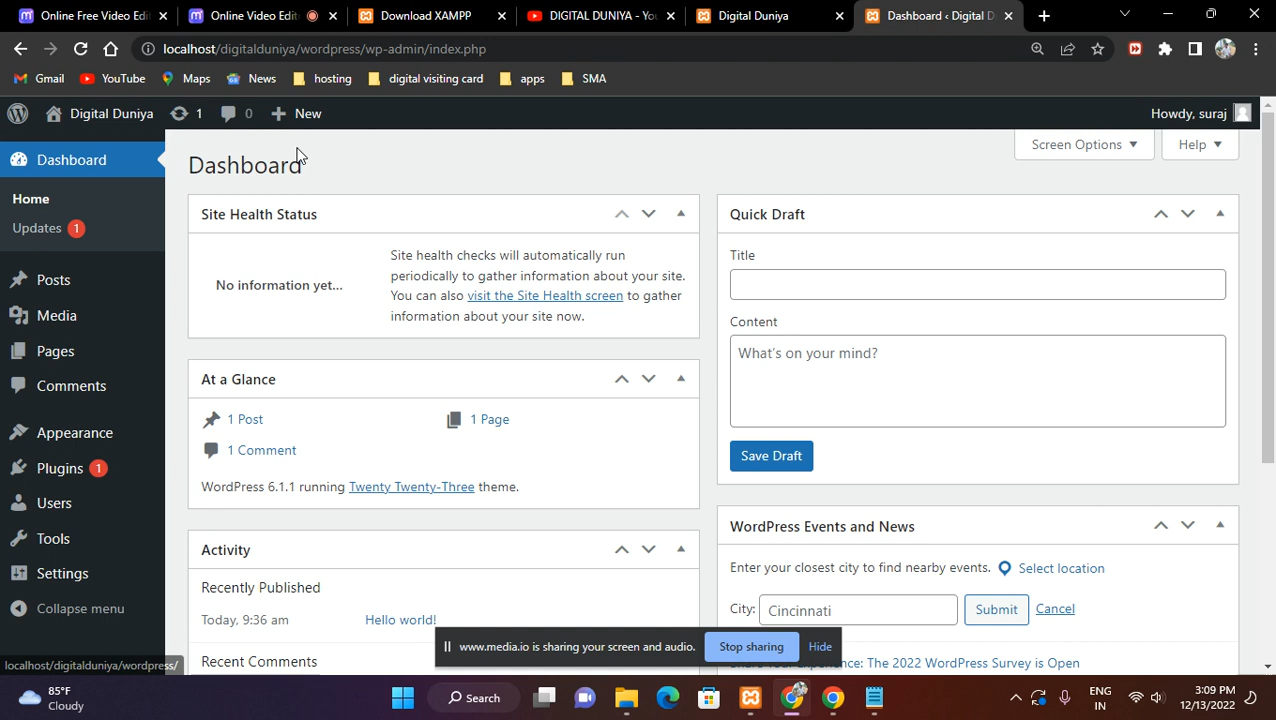 Online Free Video Edit
Online Video Edit
Download XAMPP
DIGITAL DUNIYA - You
Digital Duniya
Dashboard ‹ Digital D
localhost/digitalduniya/wordpress/wp-admin/index.php
Gmail
YouTube
Maps
News
hosting
digital visiting card
apps
SMA
Digital Duniya
1
0
New
Howdy, suraj
Dashboard
Home
Updates 1
Posts
Media
Pages
Comments
Appearance
Plugins 1
Users
Tools
Settings
Collapse menu
localhost/digitalduniya/wordpress/
Dashboard
Screen Options
Help
Site Health Status
No information yet...
Site health checks will automatically run
periodically to gather information about your site.
You can also visit the Site Health screen to gather
information about your site now.
At a Glance
1 Post
1 Page
1 Comment
WordPress 6.1.1 running Twenty Twenty-Three theme.
Activity
Recently Published
Today, 9:36 am
Hello world!
Recent Comments
Quick Draft
Title
Content
What's on your mind?
Save Draft
WordPress Events and News
Enter your closest city to find nearby events.
Select location
City:
Cincinnati
Submit
Cancel
Experience: The 2022 WordPress Survey is Open
www.media.io is sharing your screen and audio.
Stop sharing
Hide
85°F
Cloudy
Search
ENG
IN
3:09 PM
12/13/2022